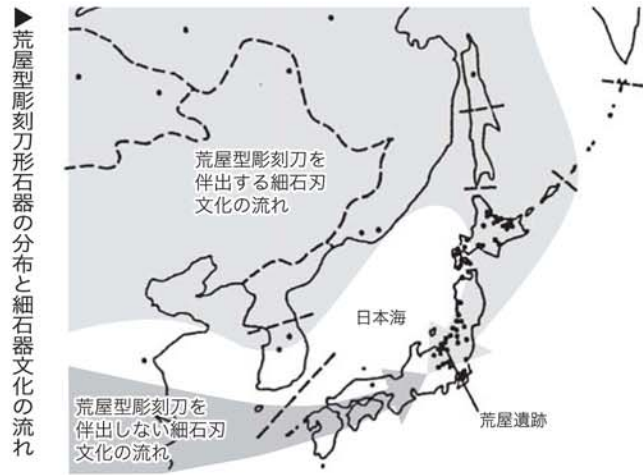 ▶荒屋型彫刻刀形石器の分布と細石器文化の流れ
荒屋型彫刻刀を
伴出する細石刃
文化の流れ
日本海
荒屋型彫刻刀を
伴出しない細石刃
文化の流れ
荒屋遺跡